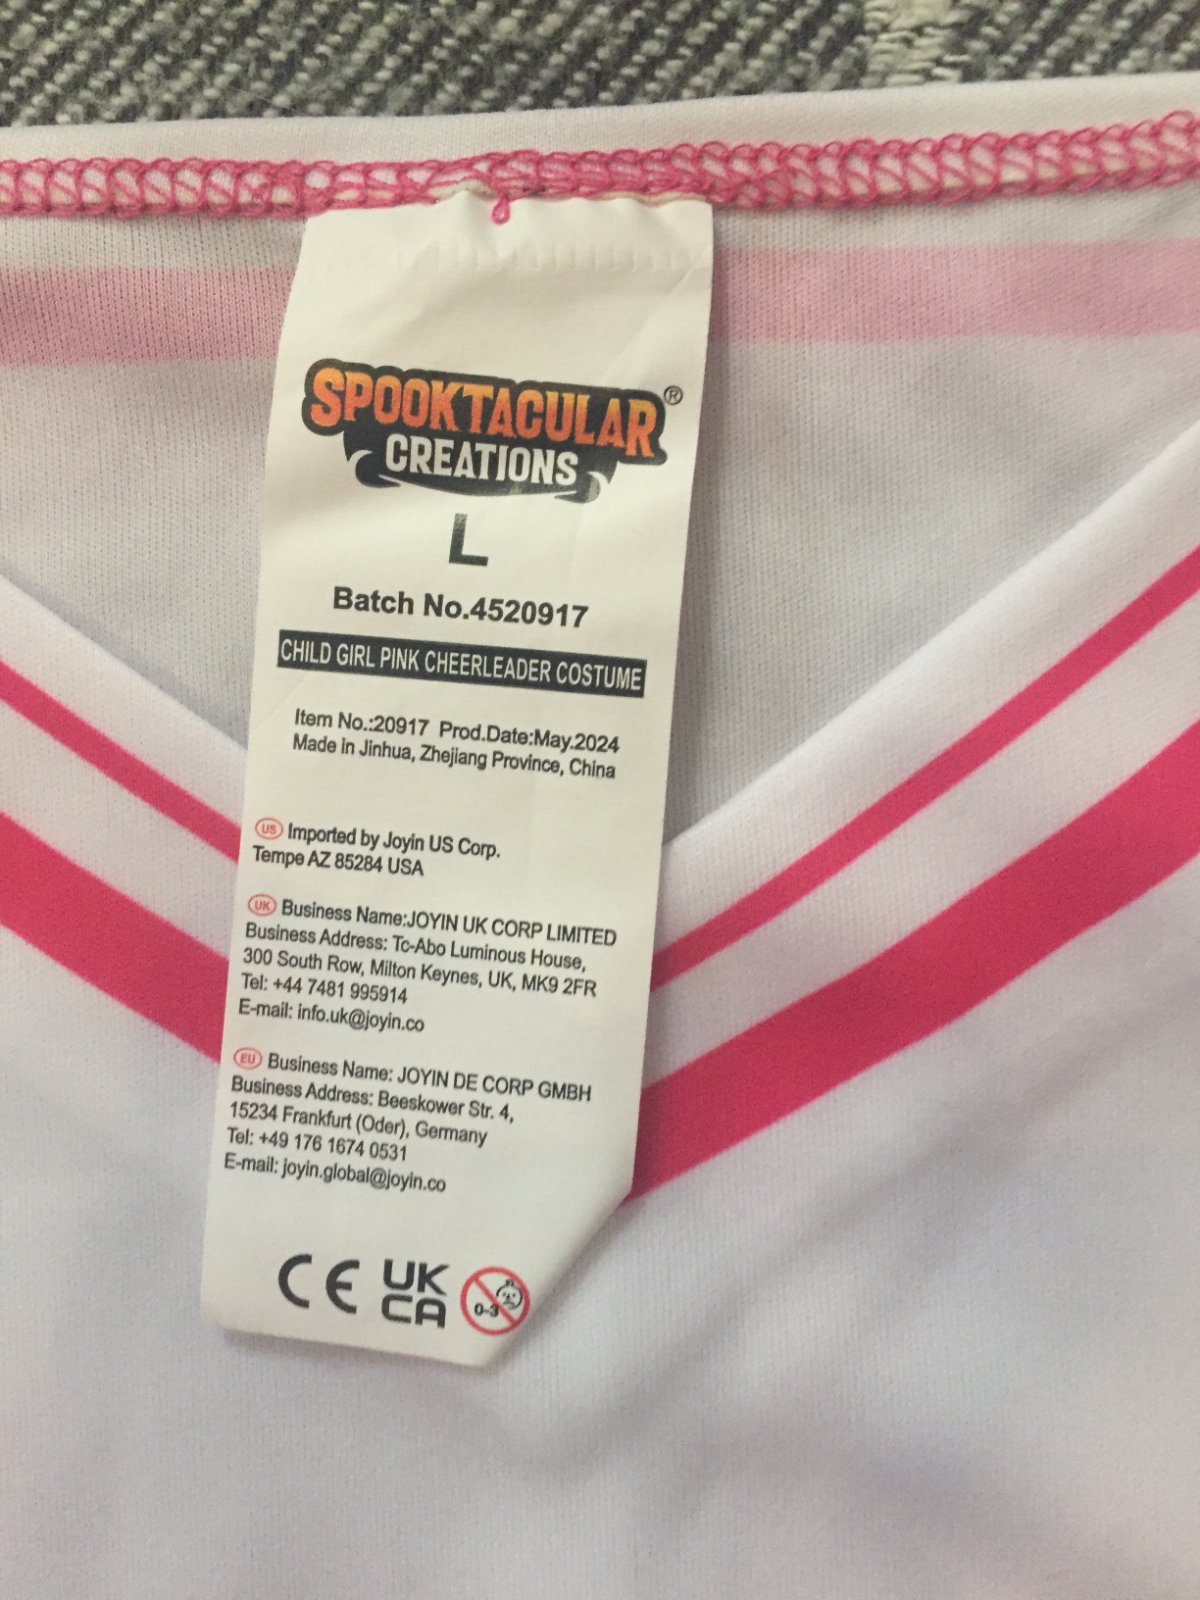 SPOOKTACULAR®
CREATIONS
L
Batch No.4520917
CHILD GIRL PINK CHEERLEADER COSTUME
Item No.:20917 Prod.Date:May.2024
Made in Jinhua, Zhejiang Province, China
US Imported by Joyin US Corp.
Tempe AZ 85284 USA
UK Business Name:JOYIN UK CORP LIMITED
Business Address: Tc-Abo Luminous House,
300 South Row, Milton Keynes, UK, MK9 2FR
Tel: +44 7481 995914
E-mail: info.uk@joyin.co
EU Business Name: JOYIN DE CORP GMBH
Business Address: Beeskower Str. 4,
15234 Frankfurt (Oder), Germany
Tel: +49 176 1674 0531
E-mail: joyin.global@joyin.co
CE UK
CA 0-3